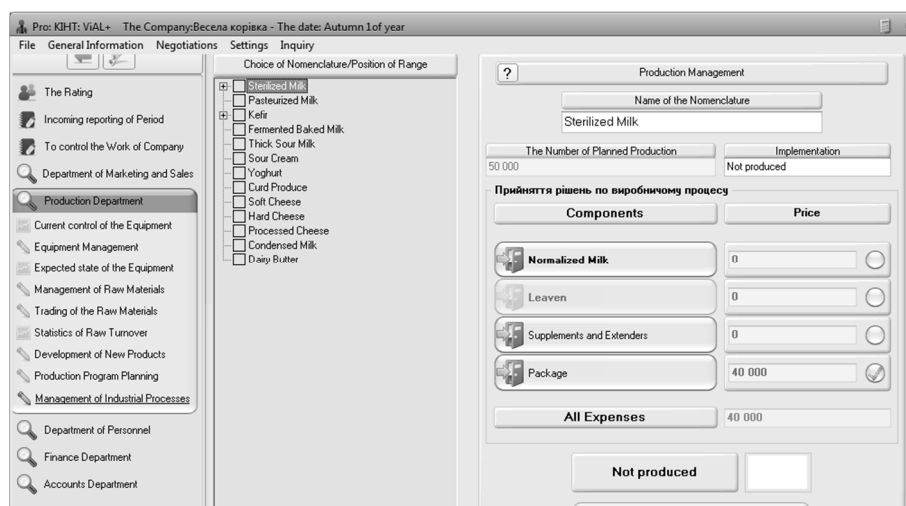 Pro: KIHT: ViAL+ The Company:Весела корівка - The date: Autumn 1of year
File General Information Negotiations Settings Inquiry
The Rating
Incoming reporting of Period
To control the Work of Company
Department of Marketing and Sales
Production Department
Current control of the Equipment
Equipment Management
Expected state of the Equipment
Management of Raw Materials
Trading of the Raw Materials
Statistics of Raw Turnover
Development of New Products
Production Program Planning
Management of Industrial Processes
Department of Personnel
Finance Department
Accounts Department
Choice of Nomenclature/Position of Range
Sterilized Milk
Pasteurized Milk
Kefir
Fermented Baked Milk
Thick Sour Milk
Sour Cream
Yoghurt
Curd Produce
Soft Cheese
Hard Cheese
Processed Cheese
Condensed Milk
Dairy Butter
? Production Management
Name of the Nomenclature
Sterilized Milk
The Number of Planned Production Implementation
50 000 Not produced
Прийняття рішень по виробничому процесу
Components Price
Normalized Milk 0
Leaven 0
Supplements and Extenders 0
Package 40 000
All Expenses 40 000
Not produced